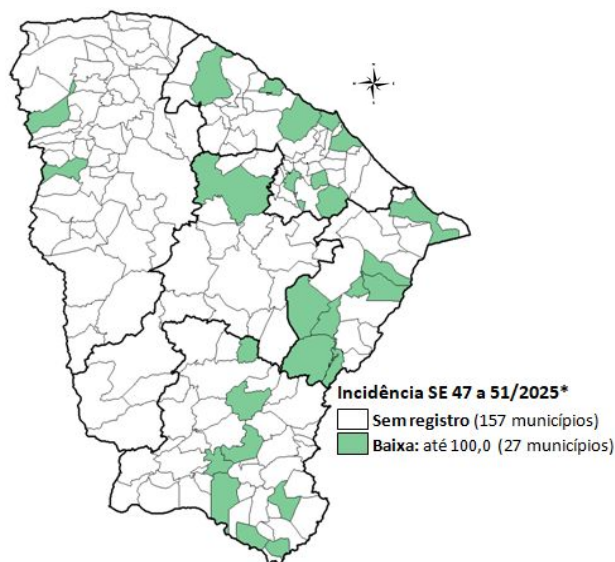 Incidência SE 47 a 51/2025*
Sem registro (157 municípios)
Baixa: até 100,0 (27 municípios)